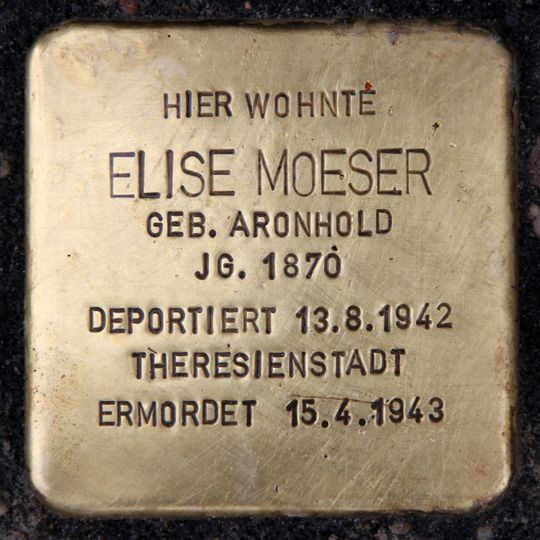 HIER WOHNTE
ELISE MOESER
GEB. ARONHOLD
JG. 1870
DEPORTIERT 13.8.1942
THERESIENSTADT
ERMORDET 15.4.1943